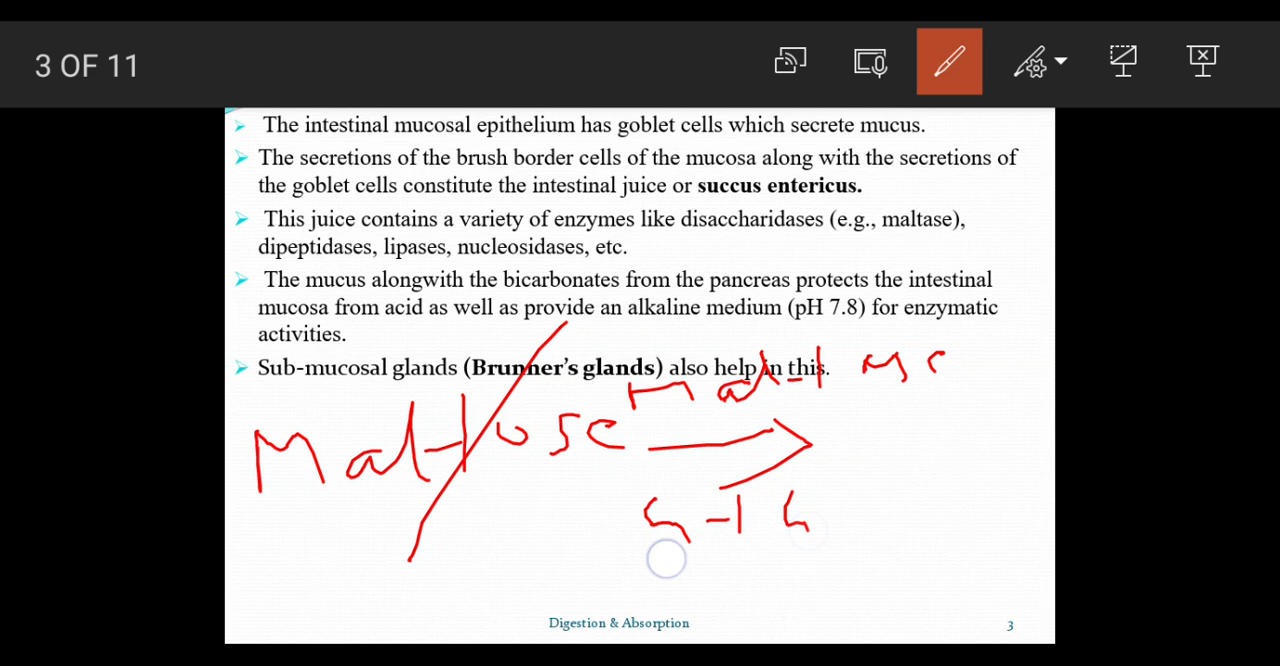 3 OF 11
The intestinal mucosal epithelium has goblet cells which secrete mucus.
The secretions of the brush border cells of the mucosa along with the secretions of
the goblet cells constitute the intestinal juice or succus entericus.
This juice contains a variety of enzymes like disaccharidases (e.g., maltase),
dipeptidases, lipases, nucleosidases, etc.
The mucus alongwith the bicarbonates from the pancreas protects the intestinal
mucosa from acid as well as provide an alkaline medium (pH 7.8) for enzymatic
activities.
Sub-mucosal glands (Brunner's glands) also help in this.
Maltose
Digestion & Absorption
3